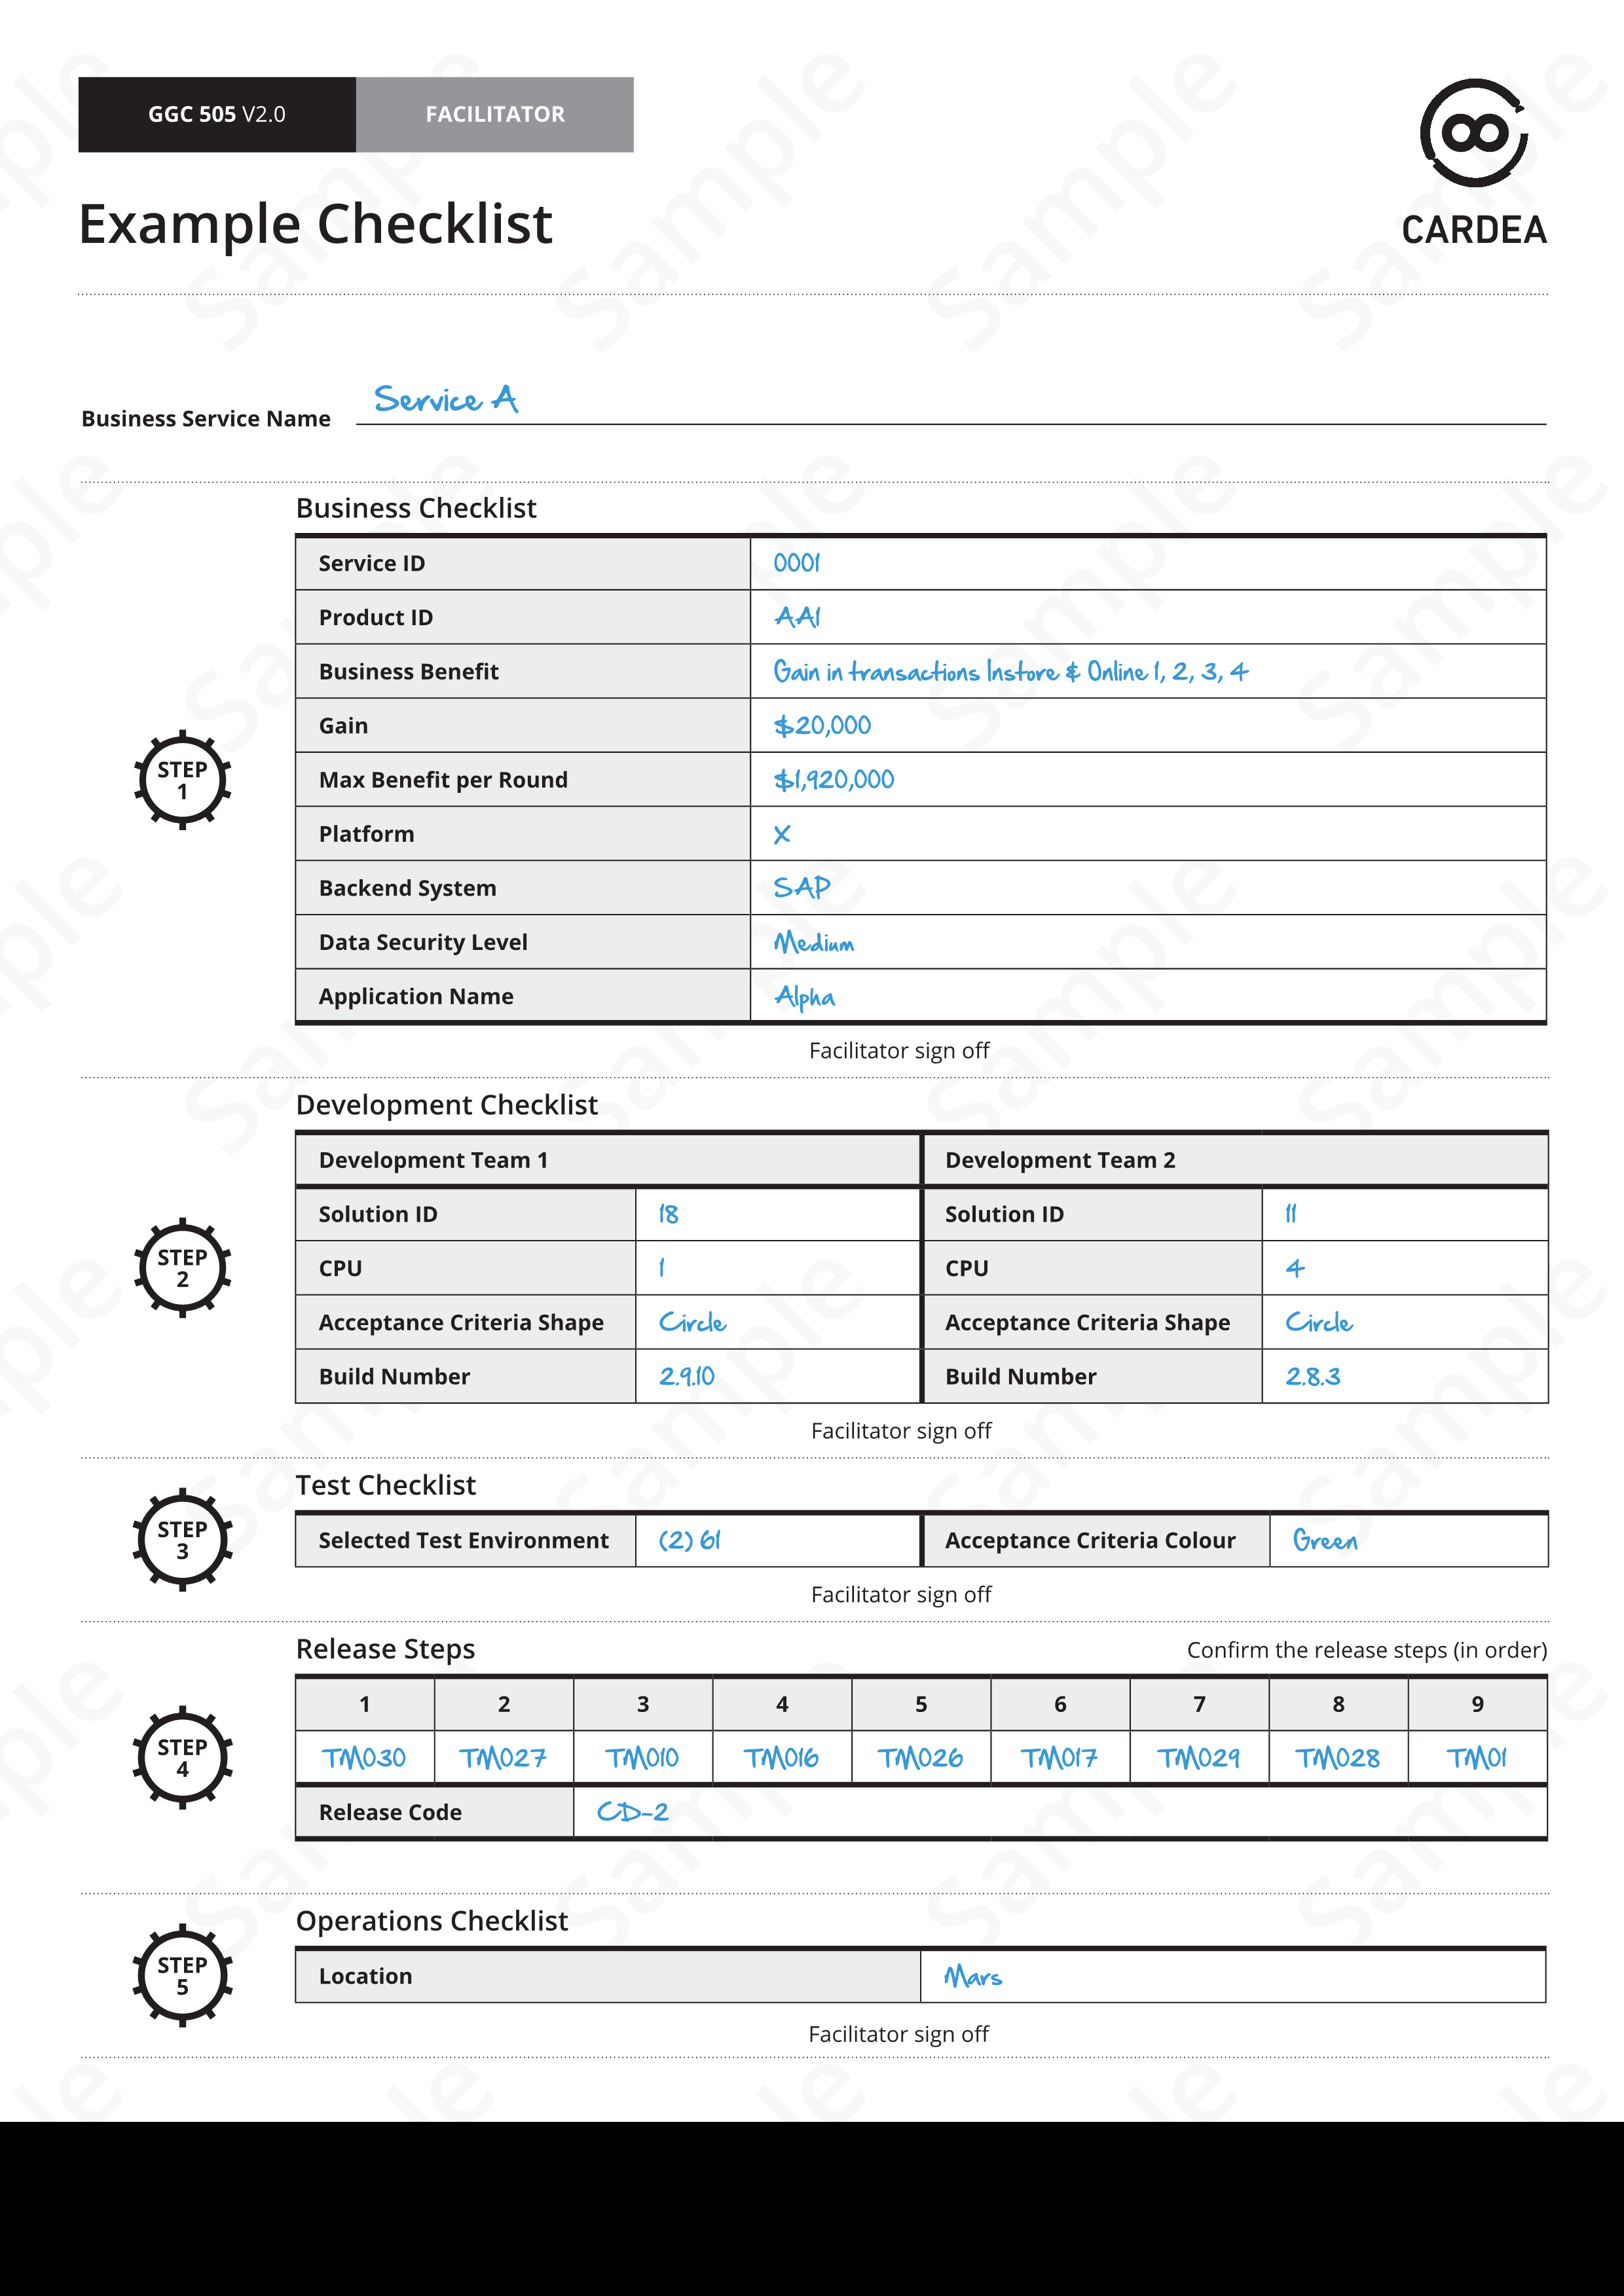 GGC 505 V2.0 FACILITATOR
CARDEA
Example Checklist
Business Service Name Service A
Business Checklist
STEP 1
Service ID 0001
Product ID AA1
Business Benefit Gain in transactions Instore & Online 1, 2, 3, 4
Gain $20,000
Max Benefit per Round $1,920,000
Platform X
Backend System SAP
Data Security Level Medium
Application Name Alpha
Facilitator sign off
Development Checklist
STEP 2
Development Team 1 Development Team 2
Solution ID 18 Solution ID 11
CPU 1 CPU 4
Acceptance Criteria Shape Circle Acceptance Criteria Shape Circle
Build Number 2.9.10 Build Number 2.8.3
Facilitator sign off
Test Checklist
STEP 3
Selected Test Environment (2) 61 Acceptance Criteria Colour Green
Facilitator sign off
Release Steps Confirm the release steps (in order)
STEP 4
1 2 3 4 5 6 7 8 9
TM030 TM027 TM010 TM016 TM026 TM017 TM029 TM028 TM01
Release Code CD-2
Operations Checklist
STEP 5
Location Mars
Facilitator sign off
Sample